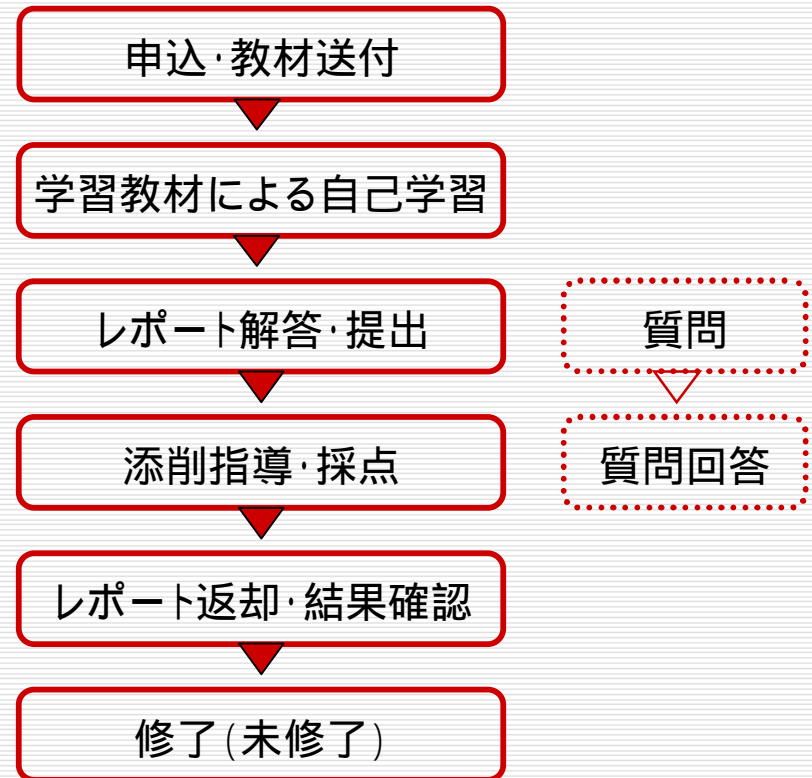 申込・教材送付
学習教材による自己学習
レポート解答・提出
質問
添削指導・採点
質問回答
レポート返却・結果確認
修了(未修了)